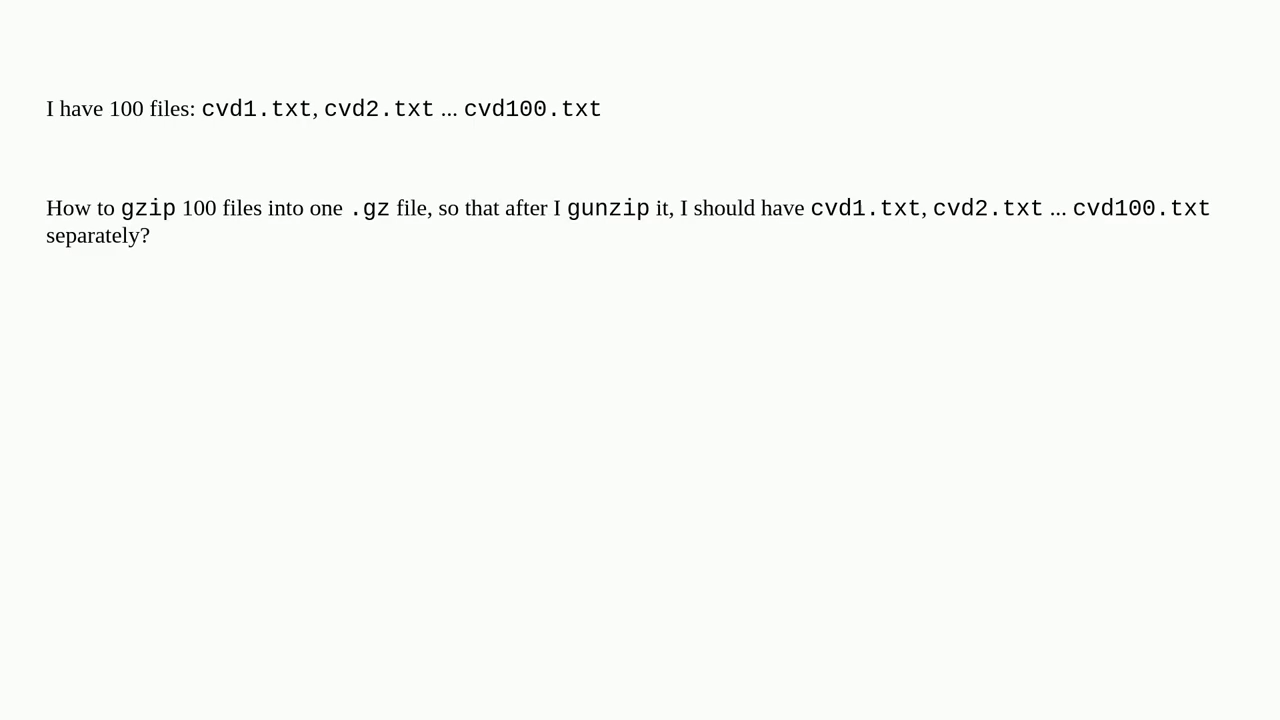 I have 100 files: cvd1.txt, cvd2.txt ... cvd100.txt
How to gzip 100 files into one .gz file, so that after I gunzip it, I should have cvd1.txt, cvd2.txt ... cvd100.txt
separately?